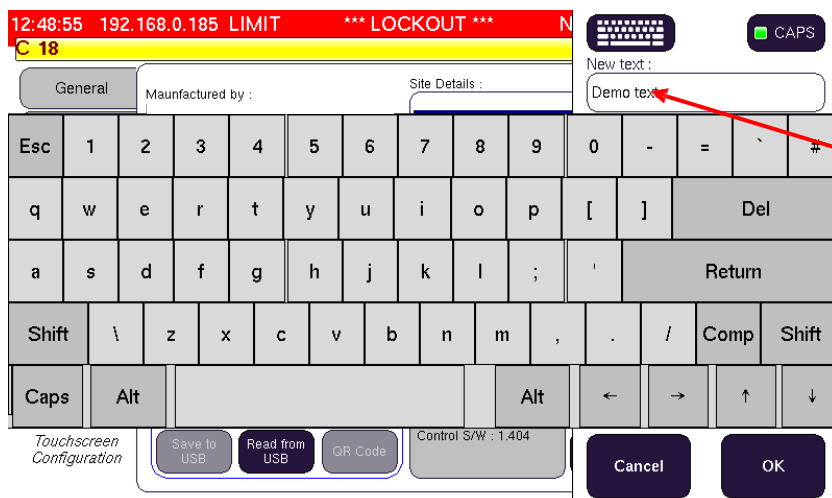 12:48:55 192.168.0.185 LIMIT *** LOCKOUT *** N
CAPS
C 18
New text :
General
Maunfactured by :
Site Details :
Demo text
Esc 1 2 3 4 5 6 7 8 9 0 - = ` #
q w e r t y u i o p [ ] Del
a s d f g h j k l ; ' Return
Shift \ z x c v b n m , . / Comp Shift
Caps Alt Alt ← → ↑ ↓
Touchscreen
Configuration
Save to
USB
Read from
USB
QR Code
Control S/W : 1.404
Cancel
OK